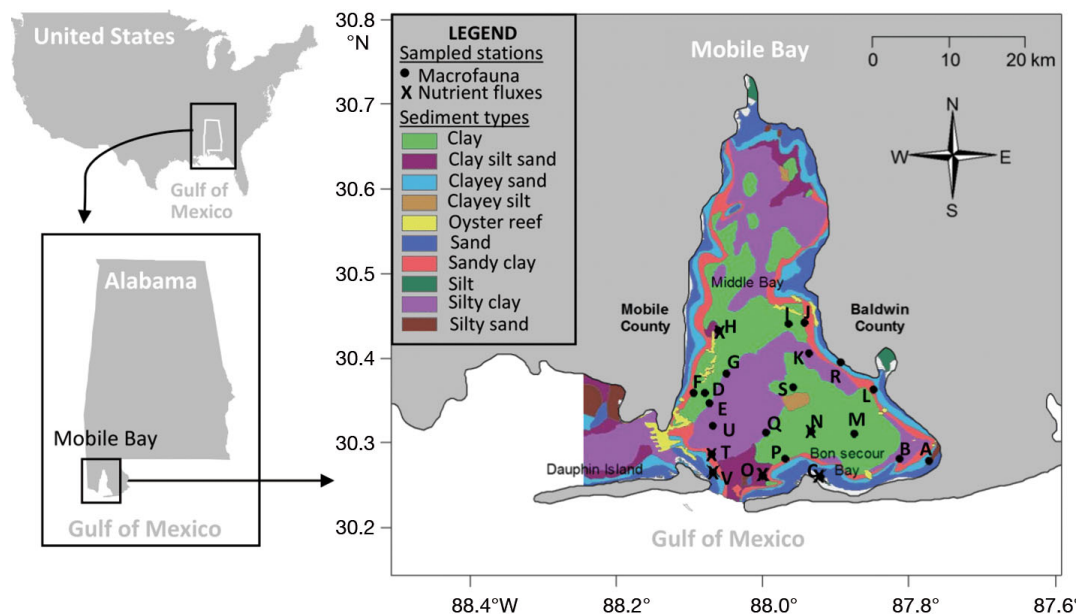 United States
Gulf of
Mexico
Alabama
Mobile Bay
Gulf of Mexico
30.8
°N
30.7
30.6
30.5
30.4
30.3
30.2
88.4°W
88.2°
88.0°
87.8°
87.6°
LEGEND
Sampled stations
Macrofauna
X Nutrient fluxes
Sediment types
Clay
Clay silt sand
Clayey sand
Clayey silt
Oyster reef
Sand
Sandy clay
Silt
Silty clay
Silty sand
Mobile Bay
0 10 20 km
N
W E
S
Middle Bay
Mobile
County
Baldwin
County
H
I J
K
G
R
F D
S
L
E
U
Q
N
M
T
P
Bon secour
Bay
B A
V
O
C
Dauphin Island
Gulf of Mexico